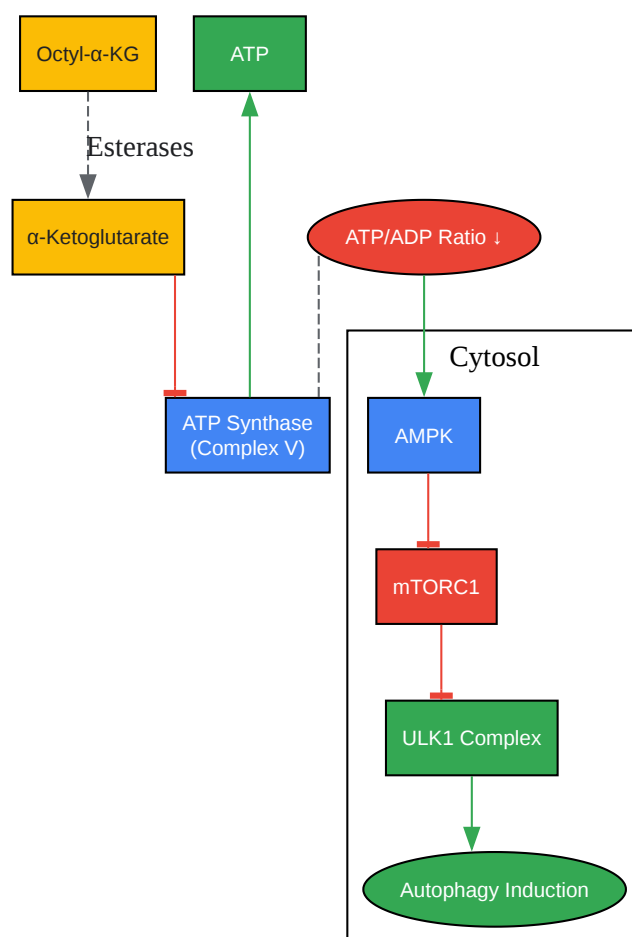 Octyl-α-KG
ATP
Esterases
α-Ketoglutarate
ATP/ADP Ratio ↓
Cytosol
ATP Synthase
(Complex V)
AMPK
mTORC1
ULK1 Complex
Autophagy Induction